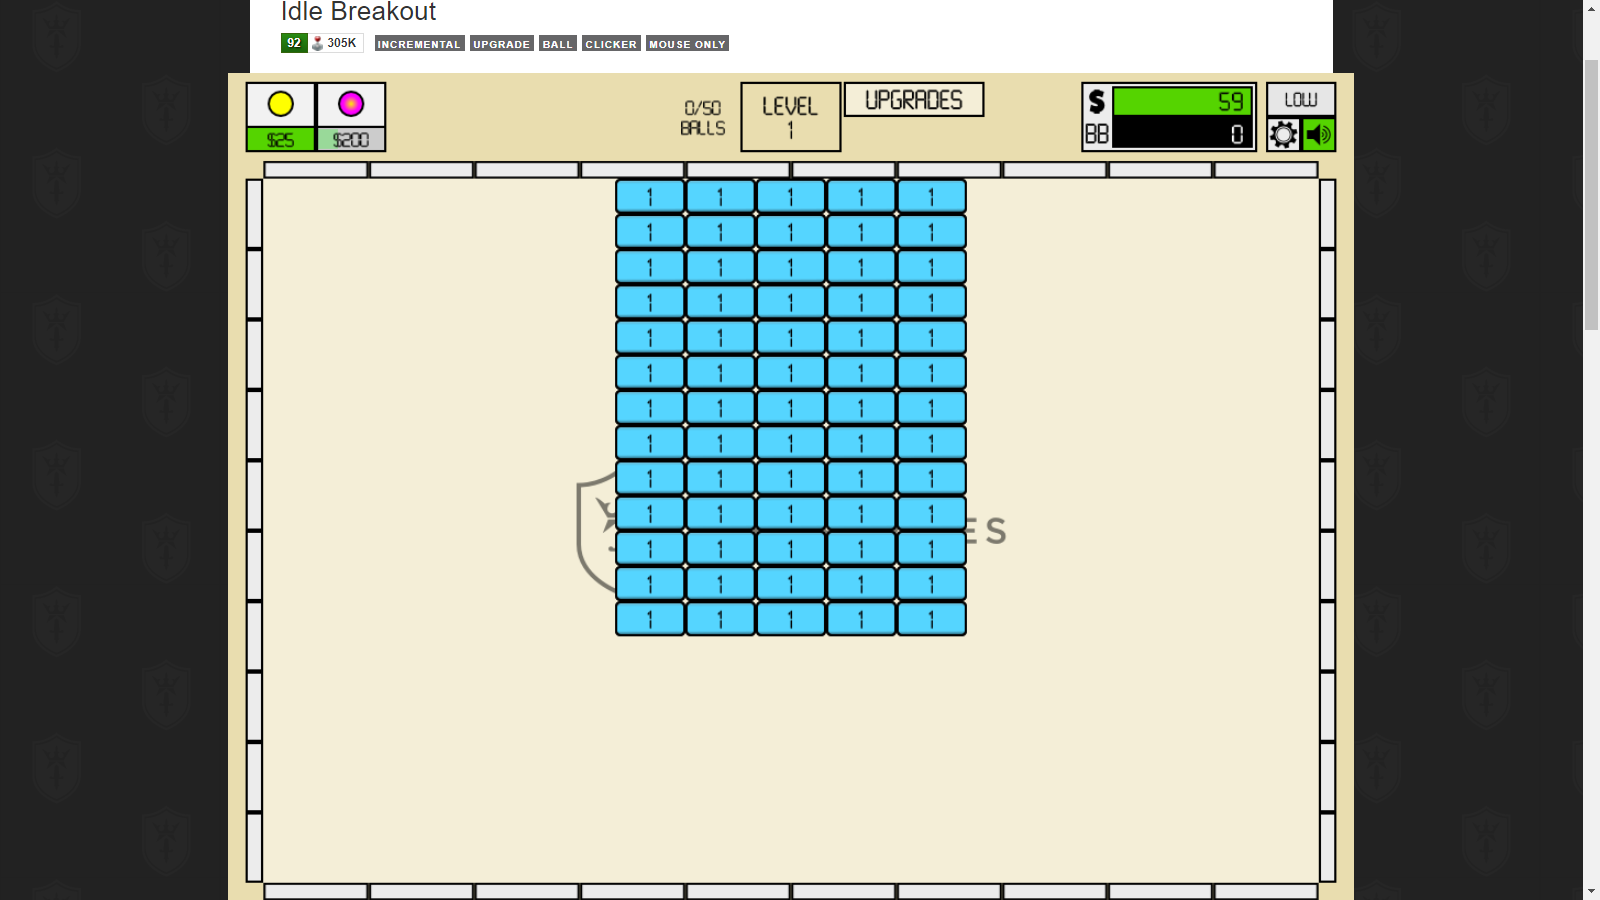 Idle Breakout
92 305K INCREMENTAL UPGRADE BALL CLICKER MOUSE ONLY
$25 $200
0/50
BALLS
LEVEL
1
UPGRADES
$ 59
BB 0
LOW
1 1 1 1 1
1 1 1 1 1
1 1 1 1 1
1 1 1 1 1
1 1 1 1 1
1 1 1 1 1
1 1 1 1 1
1 1 1 1 1
1 1 1 1 1
1 1 1 1 1
ES
1 1 1 1 1
1 1 1 1 1
1 1 1 1 1